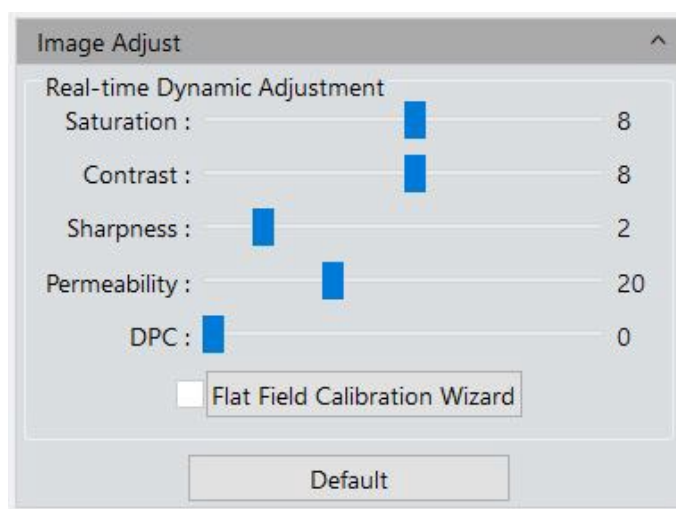 Image Adjust
Real-time Dynamic Adjustment
Saturation : 8
Contrast : 8
Sharpness : 2
Permeability : 20
DPC : 0
Flat Field Calibration Wizard
Default